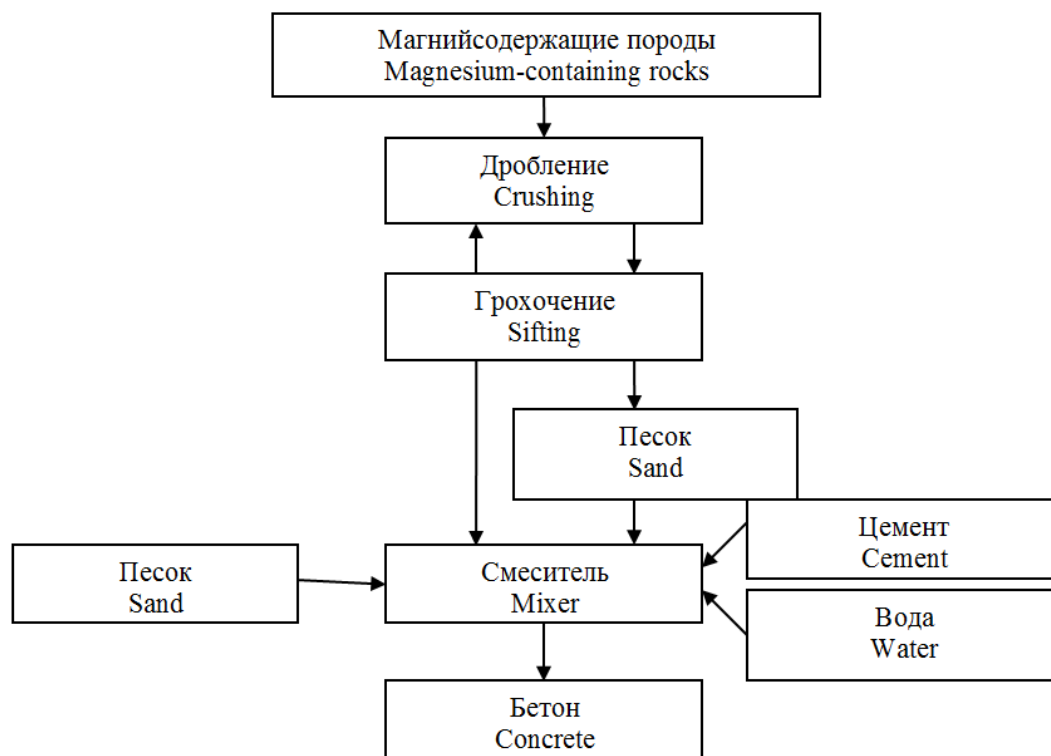 Магнийсодержащие породы
Magnesium-containing rocks
Дробление
Crushing
Грохочение
Sifting
Песок
Sand
Цемент
Cement
Песок
Sand
Смеситель
Mixer
Вода
Water
Бетон
Concrete